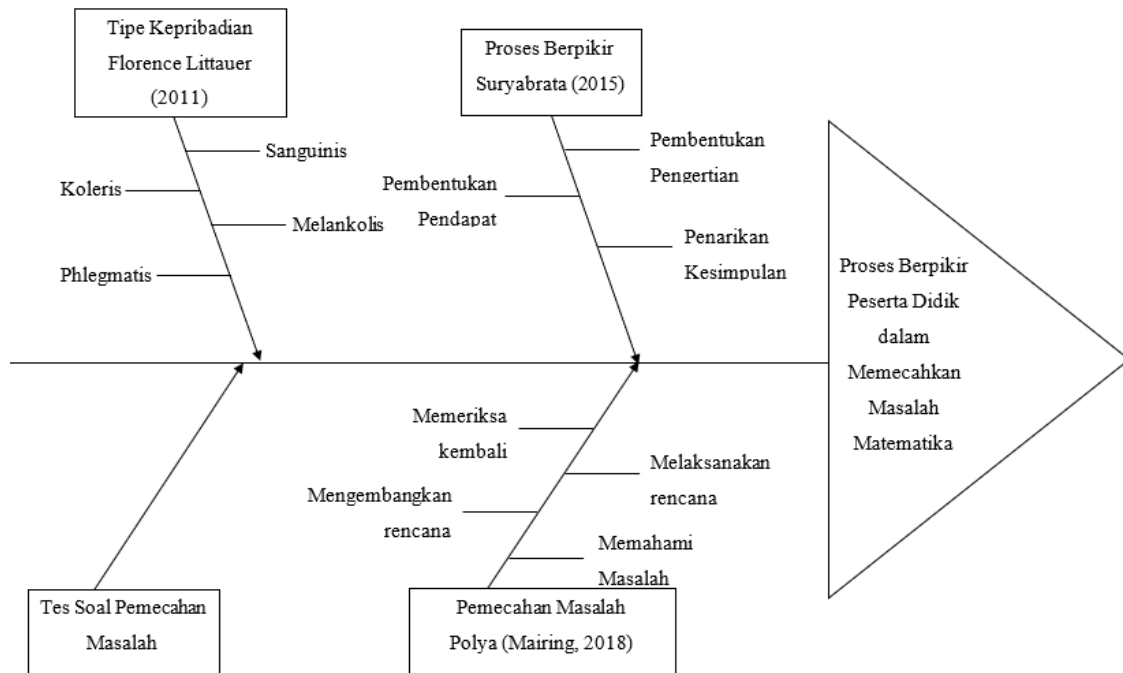 Tipe Kepribadian
Florence Littauer
(2011)
Proses Berpikir
Suryabrata (2015)
Sanguinis
Koleris
Melankolis
Phlegmatis
Pembentukan
Pengertian
Pembentukan
Pendapat
Penarikan
Kesimpulan
Proses Berpikir
Peserta Didik
dalam
Memecahkan
Masalah
Matematika
Memeriksa
kembali
Melaksanakan
rencana
Mengembangkan
rencana
Memahami
Masalah
Tes Soal Pemecahan
Masalah
Pemecahan Masalah
Polya (Mairing, 2018)